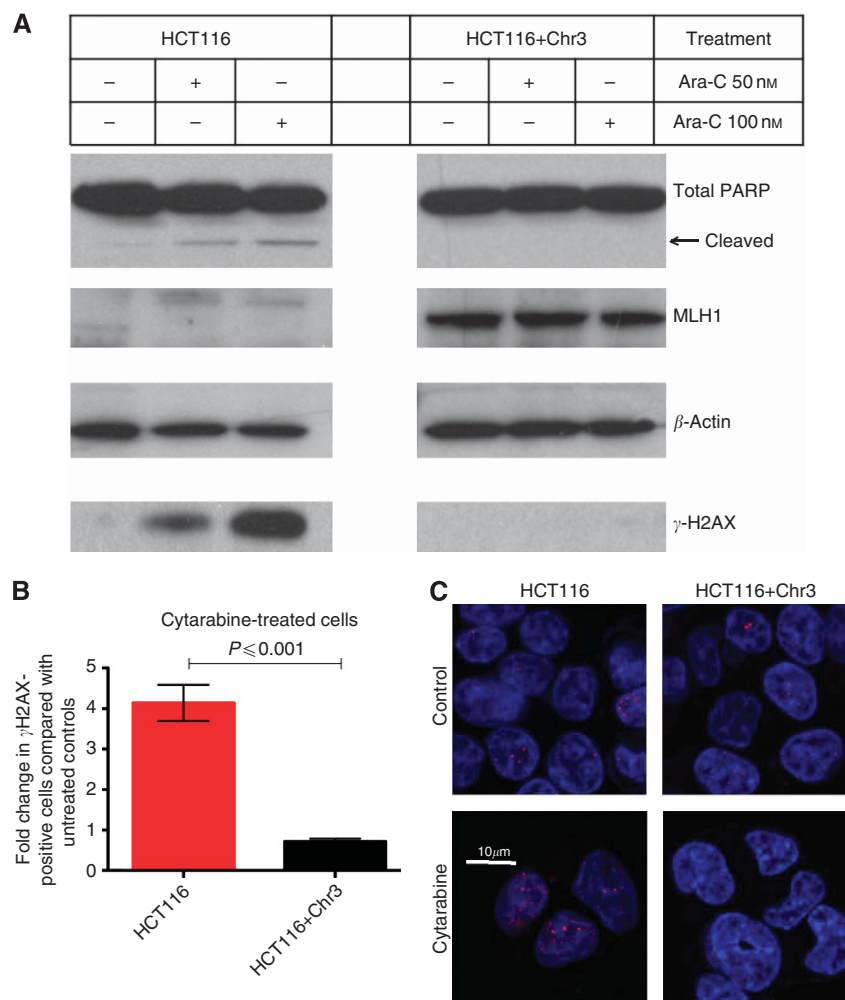 A
HCT116 HCT116+Chr3 Treatment
– + – – + – Ara-C 50 nM
– – + – – + Ara-C 100 nM
Total PARP
← Cleaved
MLH1
β-Actin
γ-H2AX
B
Cytarabine-treated cells
P⩽0.001
Fold change in γH2AX-
positive cells compared with
untreated controls
5
4
3
2
1
0
HCT116
HCT116+Chr3
C
HCT116 HCT116+Chr3
Control
Cytarabine
10μm